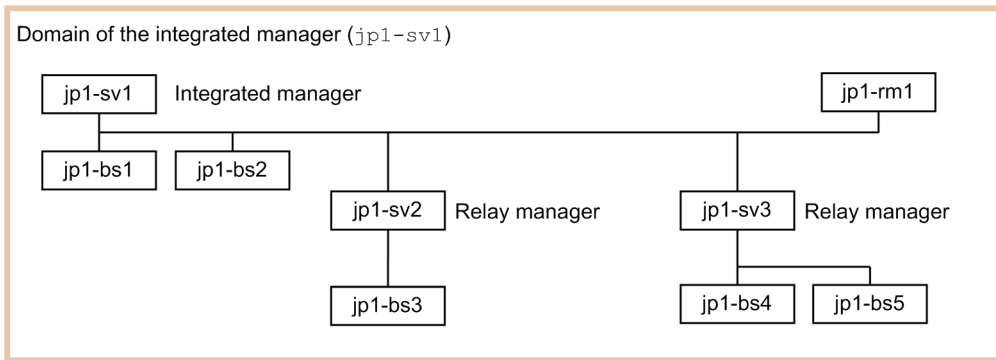 Domain of the integrated manager (jp1-sv1)
jp1-sv1 Integrated manager jp1-rm1
jp1-bs1 jp1-bs2
jp1-sv2 Relay manager jp1-sv3 Relay manager
jp1-bs3 jp1-bs4 jp1-bs5